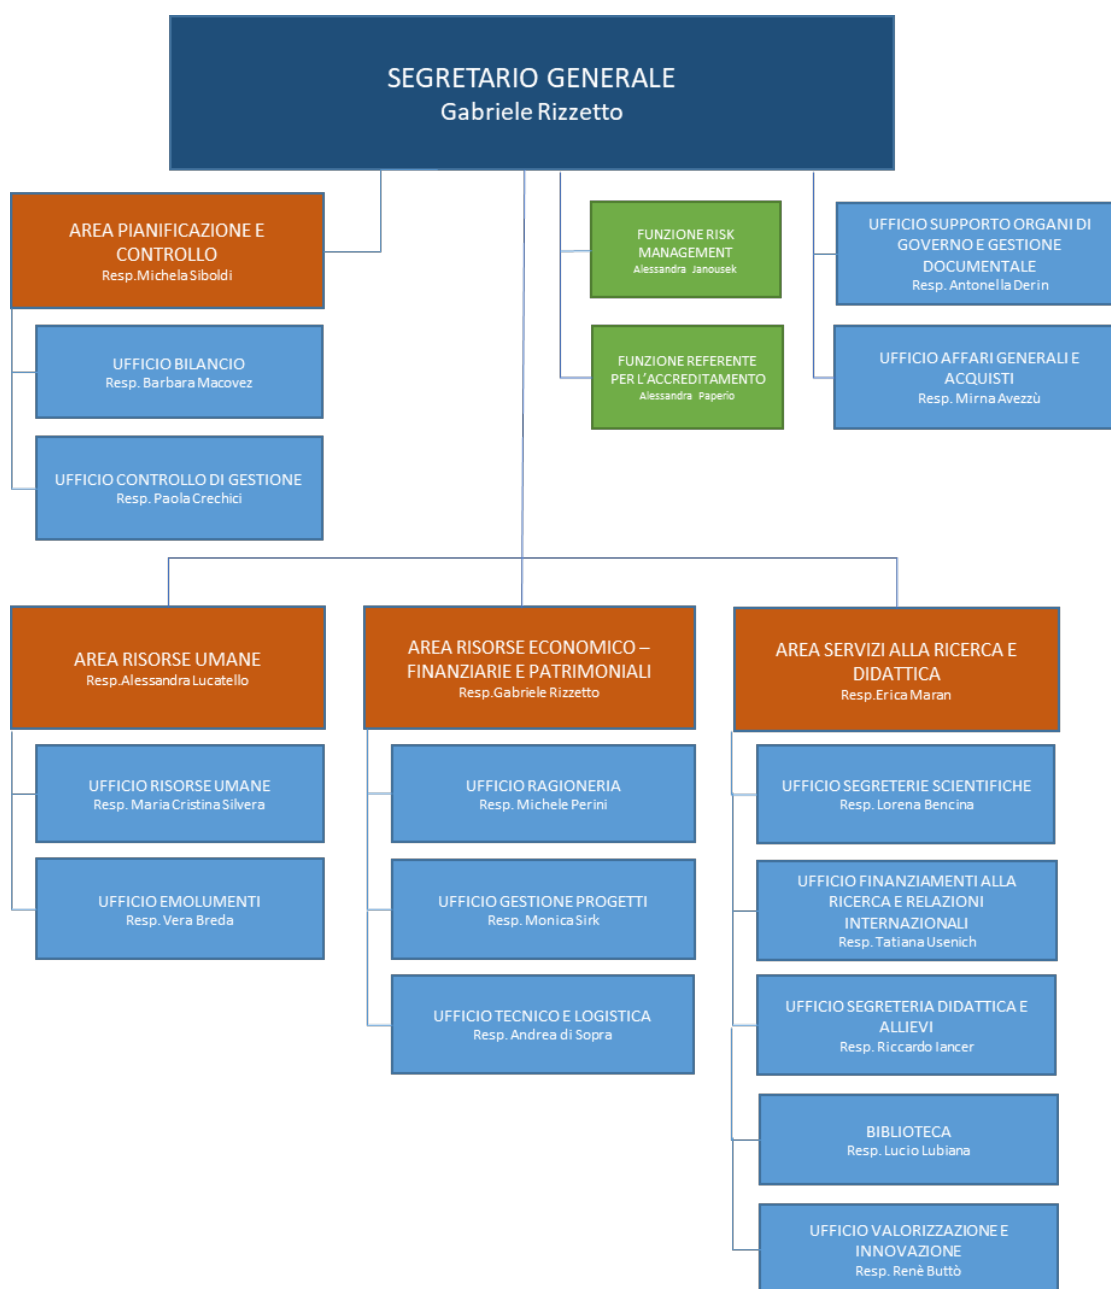 SEGRETARIO GENERALE
Gabriele Rizzetto
AREA PIANIFICAZIONE E
CONTROLLO
Resp.Michela Siboldi
UFFICIO BILANCIO
Resp. Barbara Macovez
UFFICIO CONTROLLO DI GESTIONE
Resp. Paola Crechici
FUNZIONE RISK
MANAGEMENT
Alessandra Janousek
FUNZIONE REFERENTE
PER L'ACCREDITAMENTO
Alessandra Paperio
UFFICIO SUPPORTO ORGANI DI
GOVERNO E GESTIONE
DOCUMENTALE
Resp. Antonella Derin
UFFICIO AFFARI GENERALI E
ACQUISTI
Resp. Mirna Avezzù
AREA RISORSE UMANE
Resp.Alessandra Lucatello
UFFICIO RISORSE UMANE
Resp. Maria Cristina Silvera
UFFICIO EMOLUMENTI
Resp. Vera Breda
AREA RISORSE ECONOMICO –
FINANZIARIE E PATRIMONIALI
Resp.Gabriele Rizzetto
UFFICIO RAGIONERIA
Resp. Michele Perini
UFFICIO GESTIONE PROGETTI
Resp. Monica Sirk
UFFICIO TECNICO E LOGISTICA
Resp. Andrea di Sopra
AREA SERVIZI ALLA RICERCA E
DIDATTICA
Resp.Erica Maran
UFFICIO SEGRETERIE SCIENTIFICHE
Resp. Lorena Bencina
UFFICIO FINANZIAMENTI ALLA
RICERCA E RELAZIONI
INTERNAZIONALI
Resp. Tatiana Usenich
UFFICIO SEGRETERIA DIDATTICA E
ALLIEVI
Resp. Riccardo Iancer
BIBLIOTECA
Resp. Lucio Lubiana
UFFICIO VALORIZZAZIONE E
INNOVAZIONE
Resp. Renè Buttò